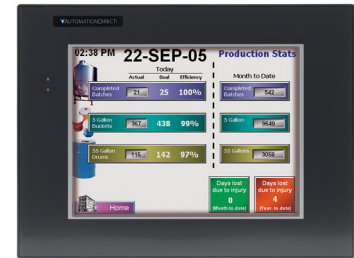 AUTOMATIONDIRECT
02:38 PM 22-SEP-05 Production Stats
Today
Actual Goal Efficiency
Month to Date
Completed Batches 21 25 100%
Completed Batches 542
5 Gallon Buckets 367 438 99%
5 Gallon 9649
55 Gallon Drums 115 142 97%
55 Gallons 3058
Days lost due to injury 0 (Month to date)
Days lost due to injury 4 (Year to date)
Home